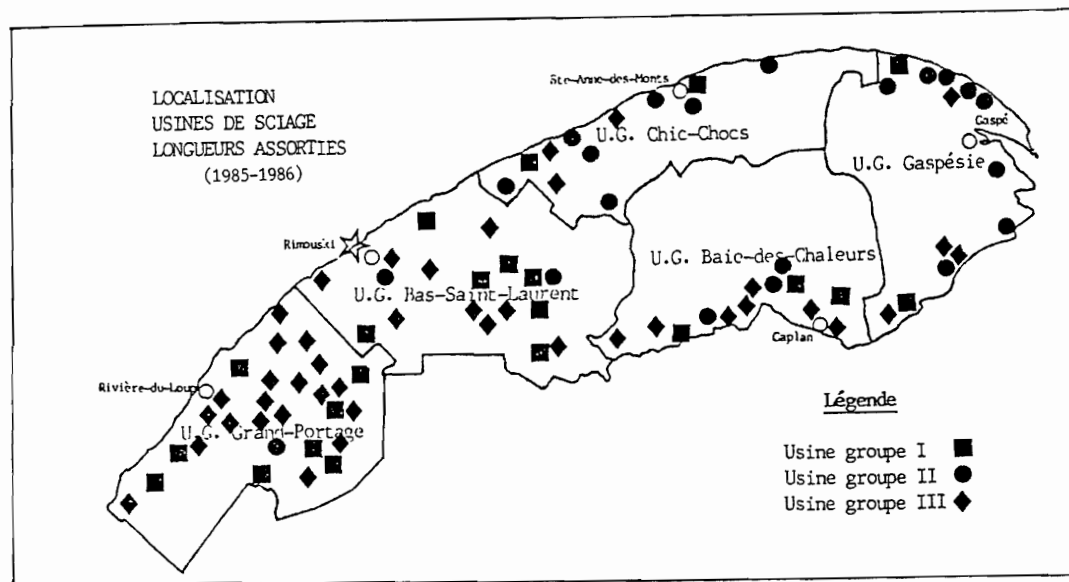 LOCALISATION
USINES DE SCIAGE
LONGUEURS ASSORTIES
(1985-1986)
Ste-Anne-des-Monts
U.G. Chic-Chocs
Gaspé
U.G. Gaspésie
Rimouski
U.G. Baie-des-Chaleurs
U.G. Bas-Saint-Laurent
Caplan
Rivière-du-Loup
U.G. Grand-Portage
Légende
Usine groupe I
Usine groupe II
Usine groupe III